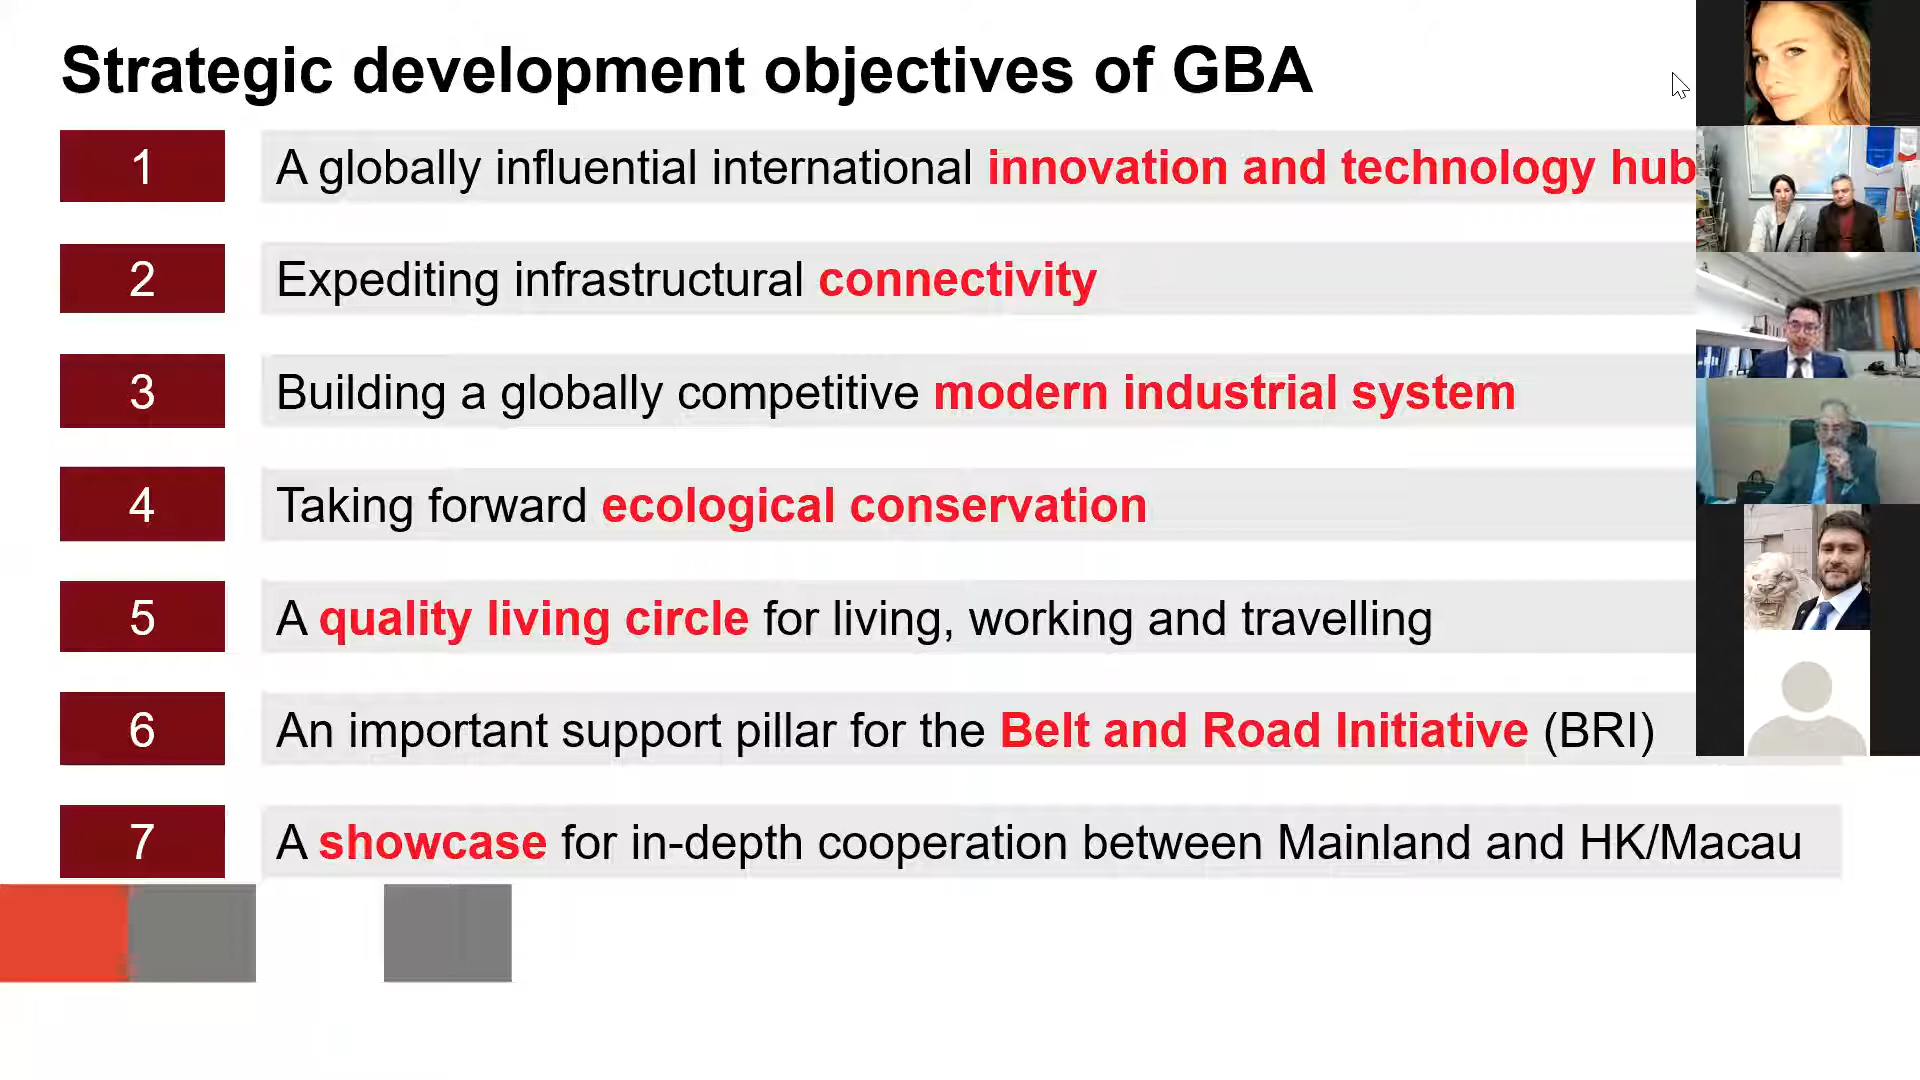 Strategic development objectives of GBA
1 A globally influential international innovation and technology hub
2 Expediting infrastructural connectivity
3 Building a globally competitive modern industrial system
4 Taking forward ecological conservation
5 A quality living circle for living, working and travelling
6 An important support pillar for the Belt and Road Initiative (BRI)
7 A showcase for in-depth cooperation between Mainland and HK/Macau